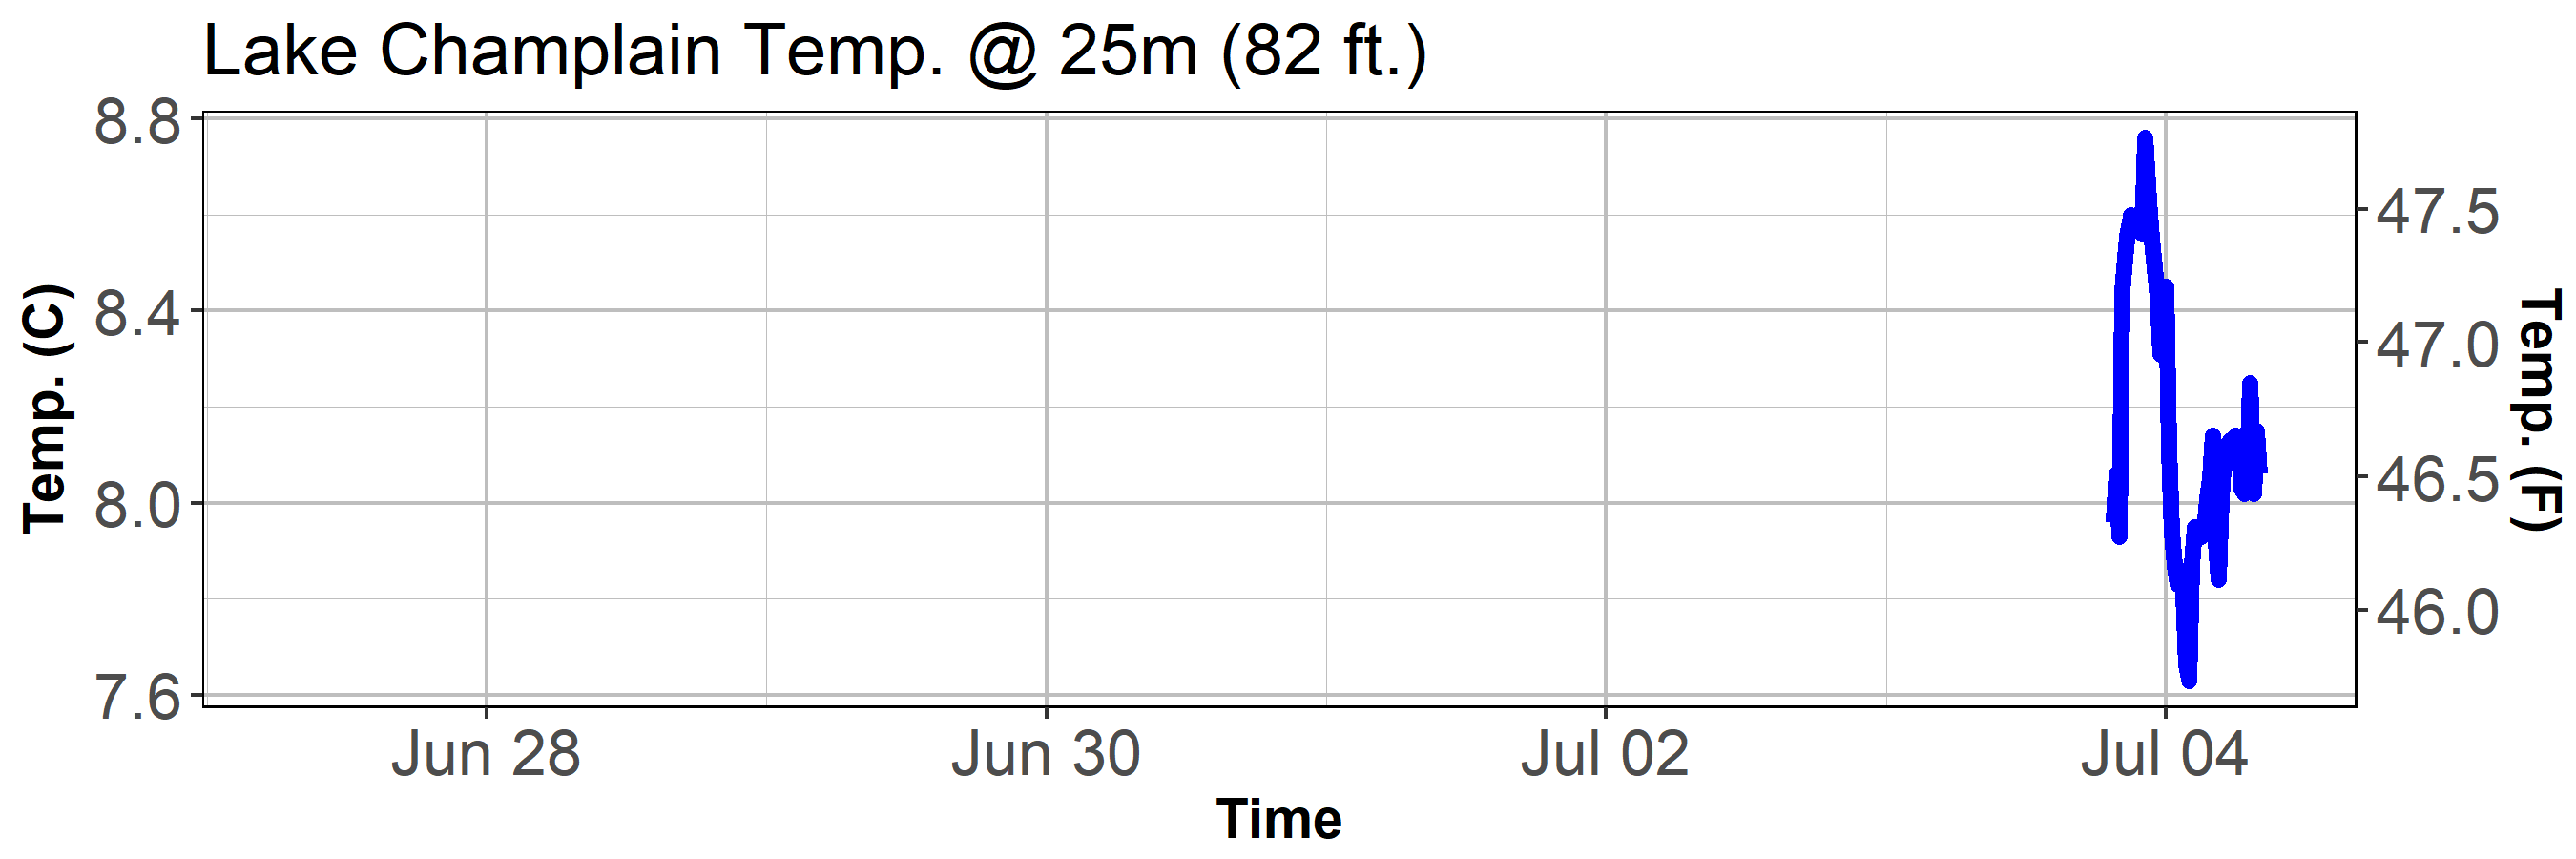 Lake Champlain Temp. @ 25m (82 ft.)
8.8
8.4
8.0
7.6
Temp. (C)
47.5
47.0
46.5
46.0
Temp. (F)
Jun 28
Jun 30
Jul 02
Jul 04
Time